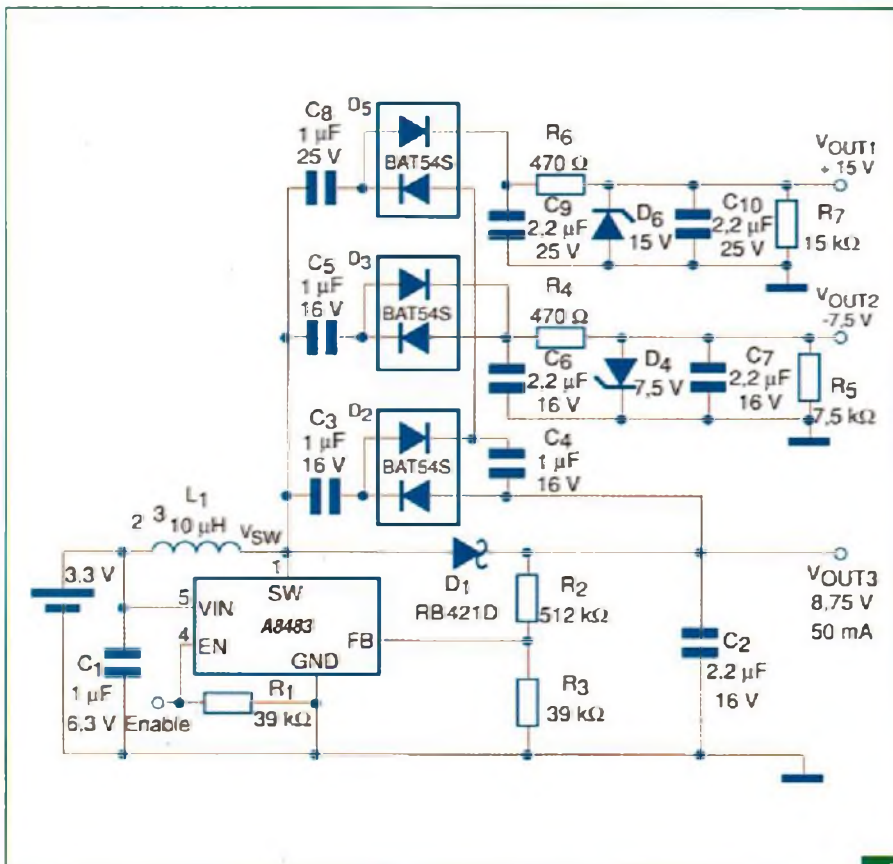 C8
1 µF
25 V
D5
BAT54S
R6
470 Ω
VOUT1
+ 15 V
C9
2,2 µF
25 V
D6
15 V
C10
2,2 µF
25 V
R7
15 kΩ
C5
1 µF
16 V
D3
BAT54S
R4
470 Ω
VOUT2
-7,5 V
C6
2,2 µF
16 V
D4
7,5 V
C7
2,2 µF
16 V
R5
7,5 kΩ
C3
1 µF
16 V
D2
BAT54S
C4
1 µF
16 V
L1
2 3 10 µH
VSW
3.3 V
1
SW
5
VIN
A8483
4
EN
FB
GND
D1
RB421D
R2
512 kΩ
VOUT3
8,75 V
50 mA
C1
1 µF
6,3 V
Enable
R1
39 kΩ
R3
39 kΩ
C2
2.2 µF
16 V